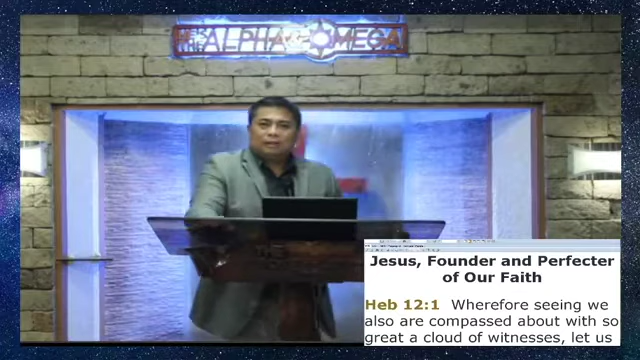 ALPHA OMEGA
Jesus, Founder and Perfecter
of Our Faith
Heb 12:1 Wherefore seeing we
also are compassed about with so
great a cloud of witnesses, let us